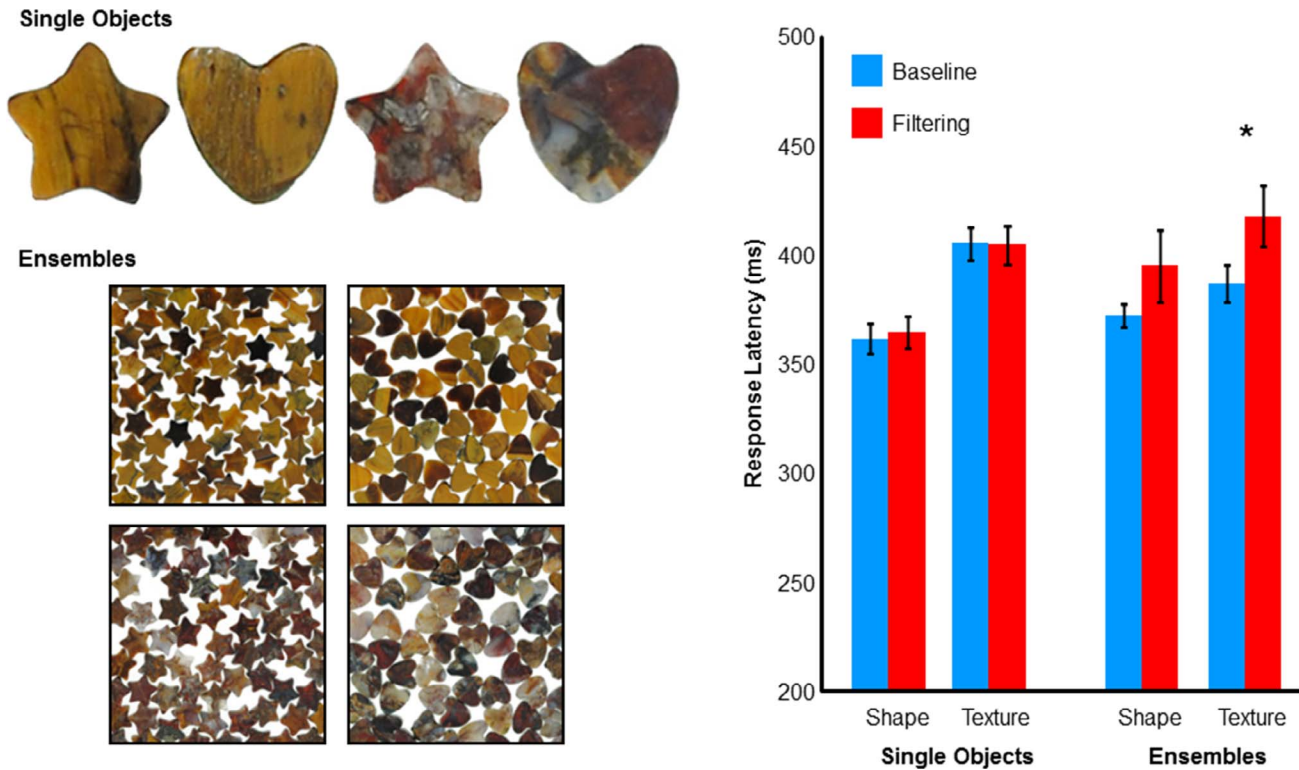 Single Objects
Ensembles
500
450
400
350
300
250
200
Response Latency (ms)
Baseline
Filtering
*
Shape Texture Shape Texture
Single Objects Ensembles